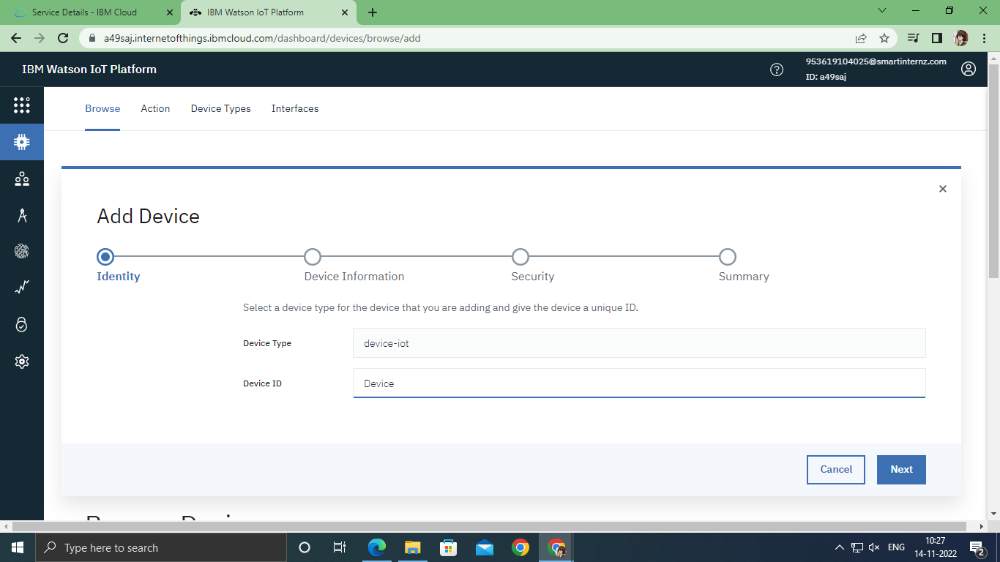 Service Details - IBM Cloud
IBM Watson IoT Platform
a49saj.internetofthings.ibmcloud.com/dashboard/devices/browse/add
IBM Watson IoT Platform
953619104025@smartinternz.com
ID: a49saj
Browse Action Device Types Interfaces
Add Device
Identity Device Information Security Summary
Select a device type for the device that you are adding and give the device a unique ID.
Device Type device-iot
Device ID Device
Cancel Next
Type here to search
ENG
10:27
14-11-2022
2